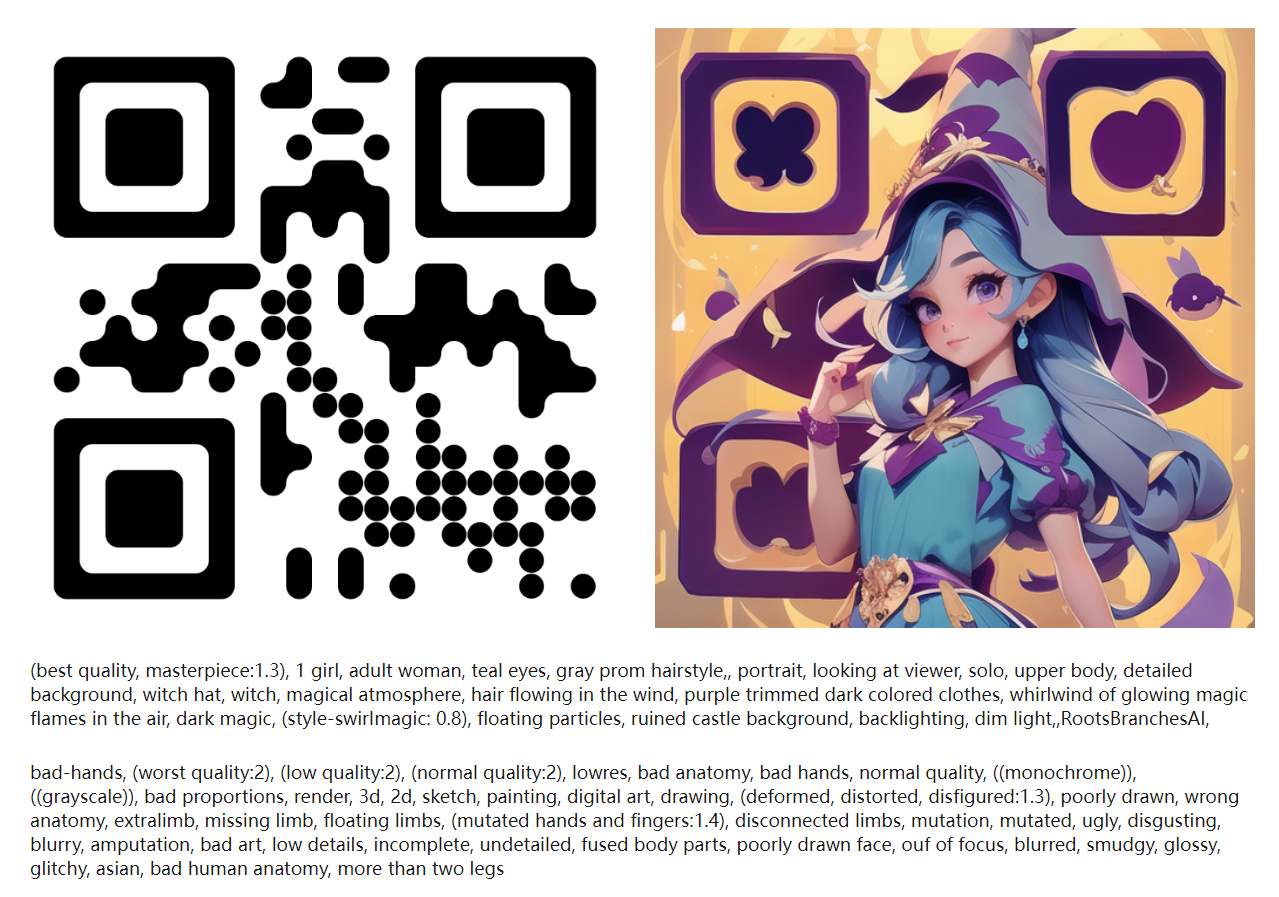 (best quality, masterpiece:1.3), 1 girl, adult woman, teal eyes, gray prom hairstyle,, portrait, looking at viewer, solo, upper body, detailed
background, witch hat, witch, magical atmosphere, hair flowing in the wind, purple trimmed dark colored clothes, whirlwind of glowing magic
flames in the air, dark magic, (style-swirlmagic: 0.8), floating particles, ruined castle background, backlighting, dim light,,RootsBranchesAI,
bad-hands, (worst quality:2), (low quality:2), (normal quality:2), lowres, bad anatomy, bad hands, normal quality, ((monochrome)),
((grayscale)), bad proportions, render, 3d, 2d, sketch, painting, digital art, drawing, (deformed, distorted, disfigured:1.3), poorly drawn, wrong
anatomy, extralimb, missing limb, floating limbs, (mutated hands and fingers:1.4), disconnected limbs, mutation, mutated, ugly, disgusting,
blurry, amputation, bad art, low details, incomplete, undetailed, fused body parts, poorly drawn face, ouf of focus, blurred, smudgy, glossy,
glitchy, asian, bad human anatomy, more than two legs